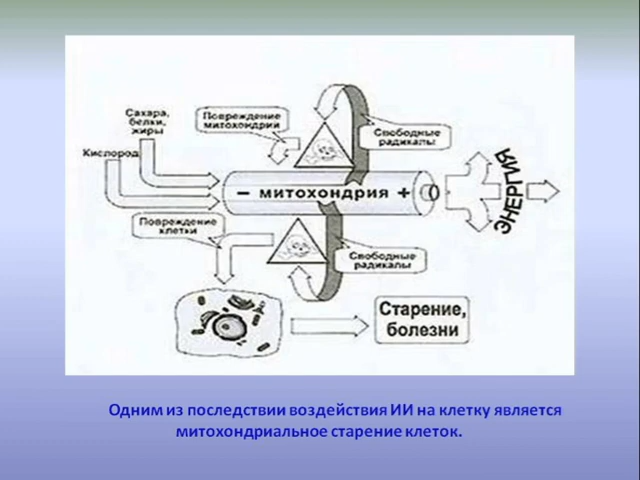 Сахара,
белки,
жиры
Кислород
Повреждение
митохондрии
Свободные
радикалы
– митохондрия +
ЭНЕРГИЯ
Повреждение
клетки
Свободные
радикалы
Старение,
болезни
Одним из последствии воздействия ИИ на клетку является
митохондриальное старение клеток.